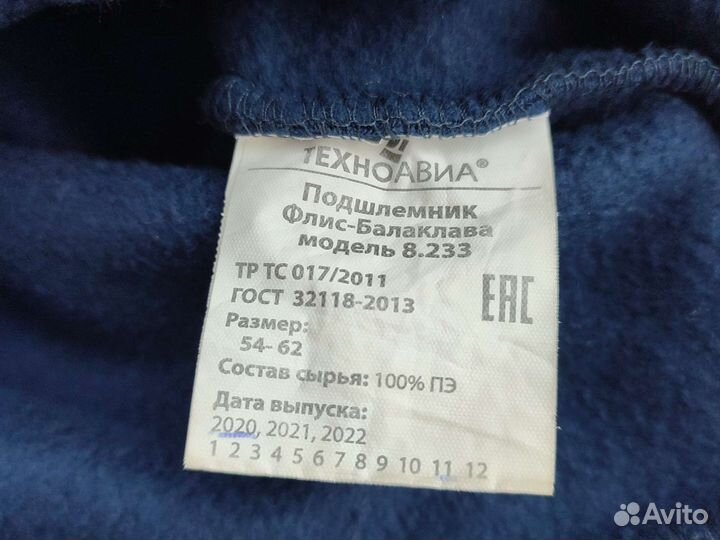 ТЕХНОАВИА®
Подшлемник
Флис-Балаклава
модель 8.233
ТР ТС 017/2011
ГОСТ 32118-2013
EAC
Размер:
54-62
Состав сырья: 100% ПЭ
Дата выпуска:
2020, 2021, 2022
1 2 3 4 5 6 7 8 9 10 11 12
Avito